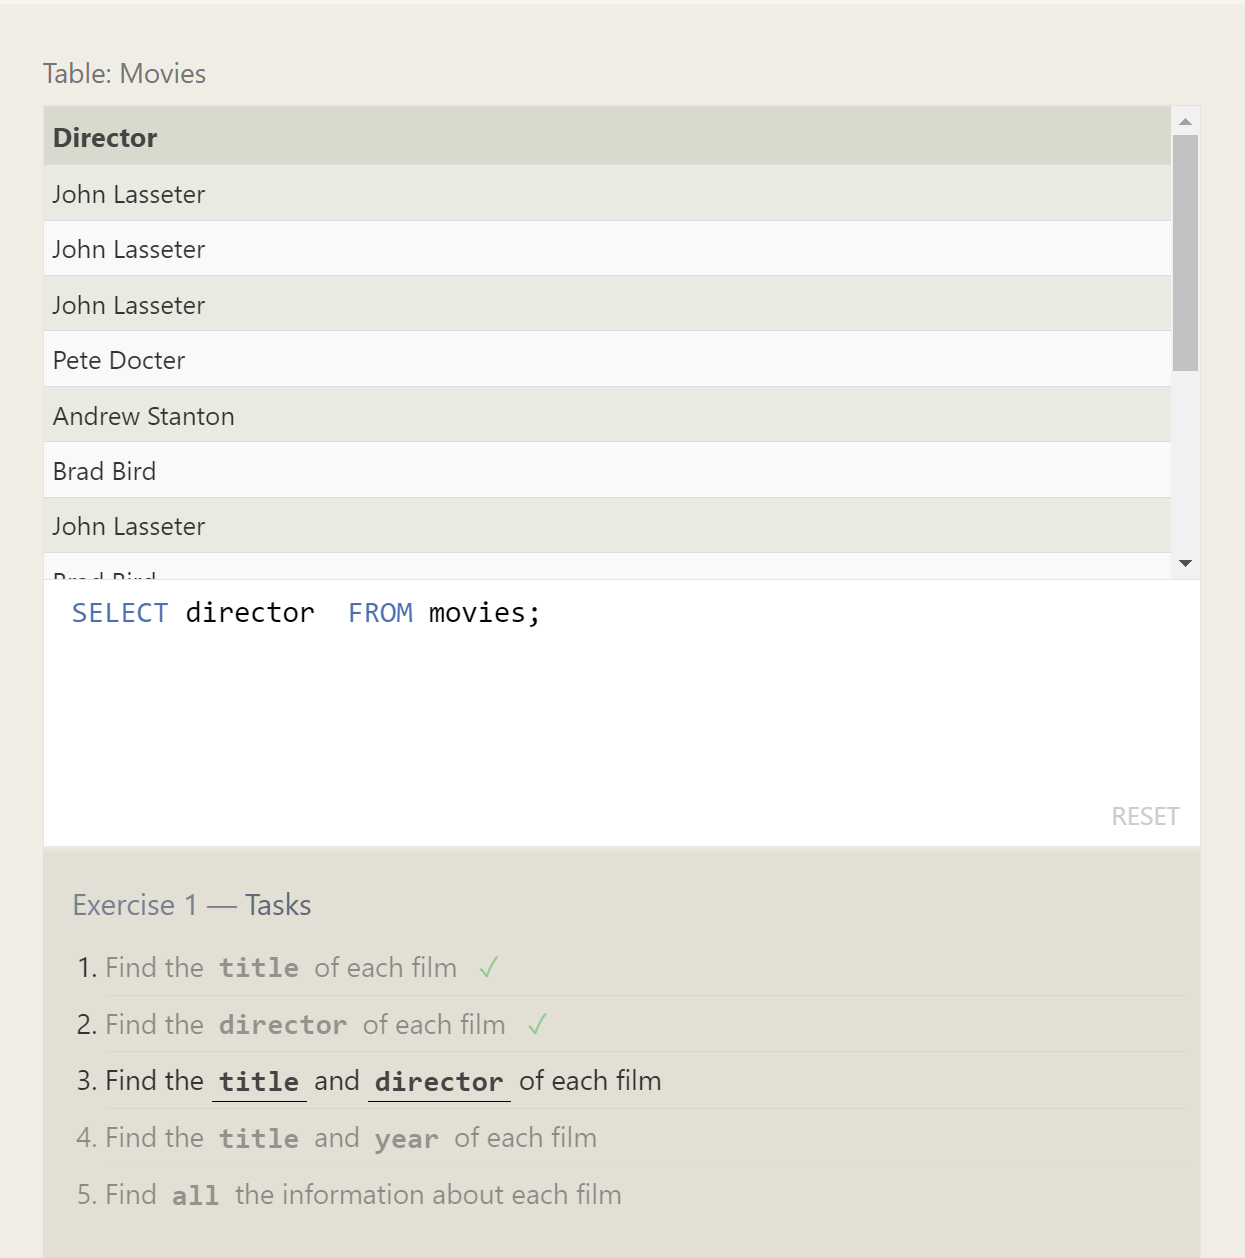 Table: Movies
Director
John Lasseter
John Lasseter
John Lasseter
Pete Docter
Andrew Stanton
Brad Bird
John Lasseter
Brad Bird
SELECT director  FROM movies;
RESET
Exercise 1 — Tasks
1. Find the title of each film ✓
2. Find the director of each film ✓
3. Find the title and director of each film
4. Find the title and year of each film
5. Find all the information about each film